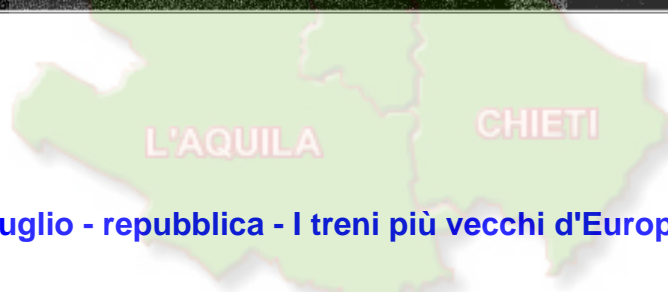 L'AQUILA
CHIETI
uglio - repubblica - I treni più vecchi d'Europ